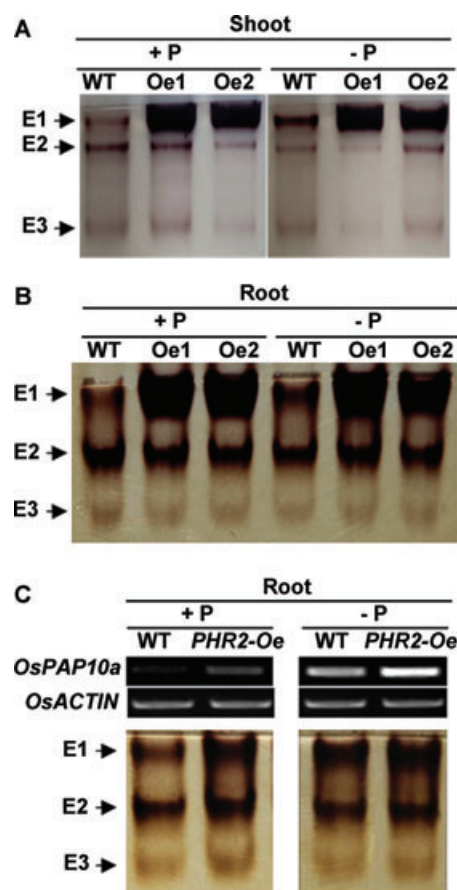 A
Shoot
+ P - P
WT Oe1 Oe2 WT Oe1 Oe2
E1
E2
E3
B
Root
+ P - P
WT Oe1 Oe2 WT Oe1 Oe2
E1
E2
E3
C
Root
+ P - P
WT PHR2-Oe WT PHR2-Oe
OsPAP10a
OsACTIN
E1
E2
E3